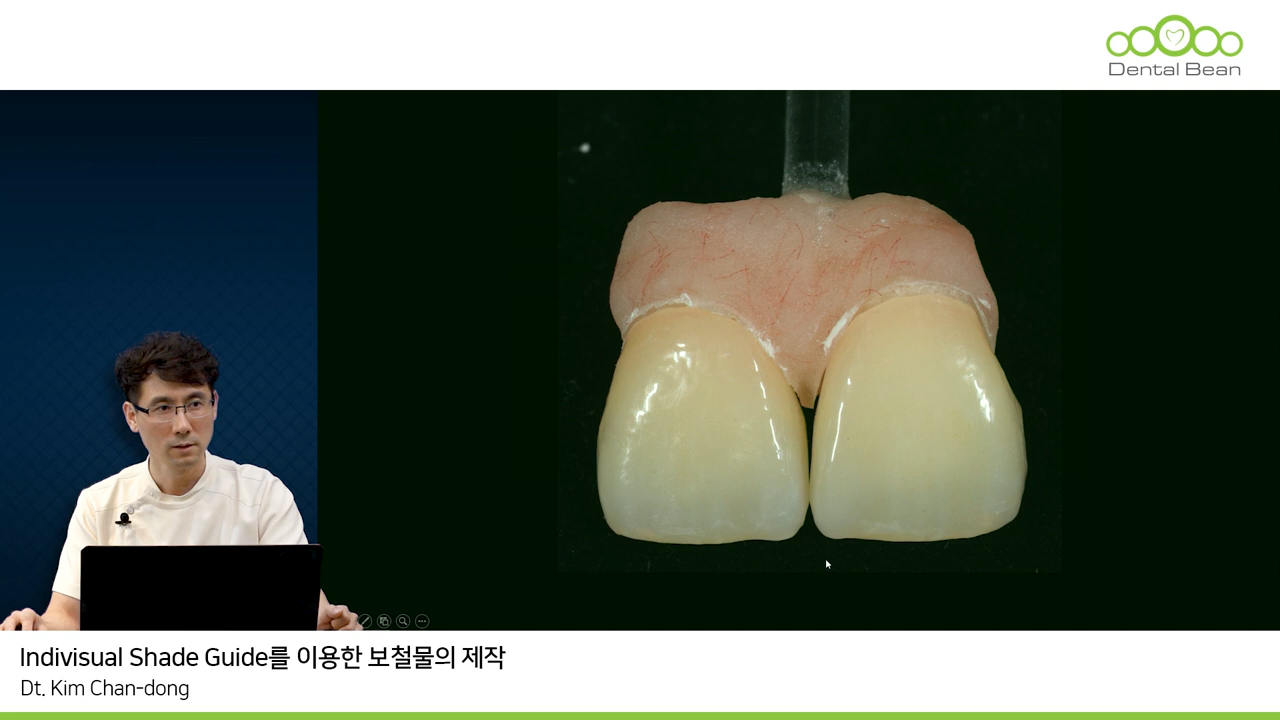 Dental Bean
Indivisual Shade Guide를 이용한 보철물의 제작
Dt. Kim Chan-dong